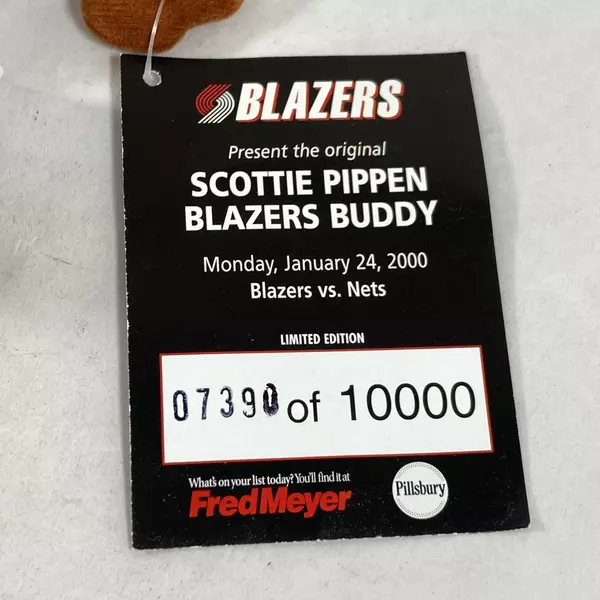 BLAZERS
Present the original
SCOTTIE PIPPEN
BLAZERS BUDDY
Monday, January 24, 2000
Blazers vs. Nets
LIMITED EDITION
07390 of 10000
What's on your list today? You'll find it at
FredMeyer
Pillsbury